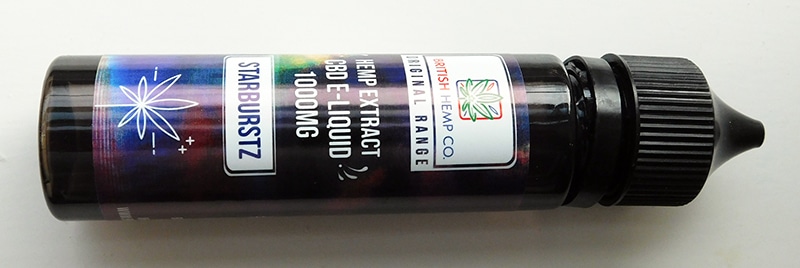 BRITISH HEMP CO.
ORIGINAL RANGE
HEMP EXTRACT
CBD E-LIQUID
1000MG
STARBURSTZ